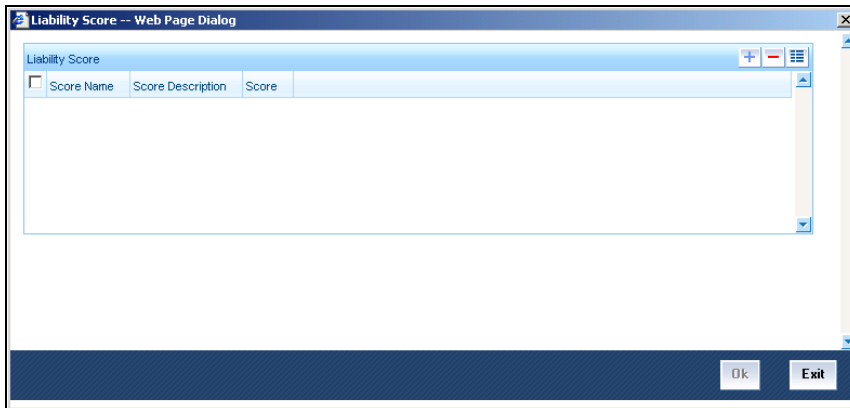 Liability Score -- Web Page Dialog
Liability Score
Score Name Score Description Score
Ok Exit